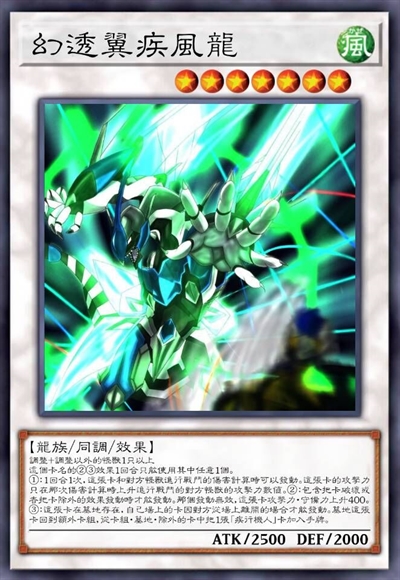 幻透翼疾風龍
風
【龍族/同調/效果】
調整+調整以外的怪獸1只以上
這個卡名的②③效果1回合只能使用其中任意1個。
①:1回合1次,這張卡和對方怪獸進行戰鬥的傷害計算時可以發動。這張卡的攻擊力
只在那次傷害計算時上升進行戰鬥的對方怪獸的攻擊力數值。②:包含把卡破壞或
者把卡除外的效果發動時才能發動。那個發動無效,這張卡攻擊力·守備力上升400。
③:這張卡在墓地存在,自己場上的卡因對方從場上離開的場合才能發動。墓地這張
卡回到額外卡組,從卡組·墓地·除外的卡中把1張「疾行機人」卡加入手牌。
ATK/2500 DEF/2000